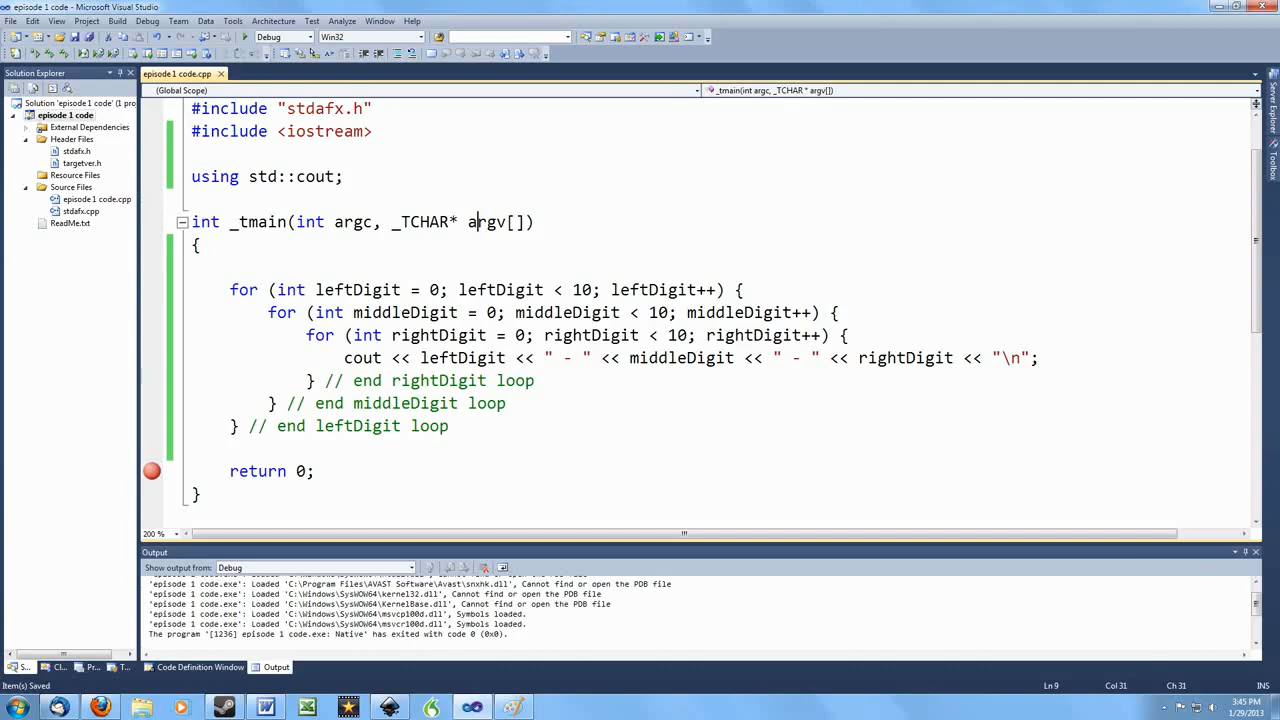 episode 1 code - Microsoft Visual Studio
File Edit View Project Build Debug Team Data Tools Architecture Test Analyze Window Help
Debug Win32
Solution Explorer
episode 1 code.cpp
(Global Scope) _tmain(int argc, _TCHAR * argv[])
Solution 'episode 1 code' (1 pro
episode 1 code
External Dependencies
Header Files
stdafx.h
targetver.h
Resource Files
Source Files
episode 1 code.cpp
stdafx.cpp
ReadMe.txt
#include "stdafx.h"
#include <iostream>
using std::cout;
int _tmain(int argc, _TCHAR* argv[])
{
for (int leftDigit = 0; leftDigit < 10; leftDigit++) {
for (int middleDigit = 0; middleDigit < 10; middleDigit++) {
for (int rightDigit = 0; rightDigit < 10; rightDigit++) {
cout << leftDigit << " - " << middleDigit << " - " << rightDigit << "\n";
} // end rightDigit loop
} // end middleDigit loop
} // end leftDigit loop
return 0;
}
Server Explorer
Toolbox
200 %
Output
Show output from: Debug
'episode 1 code.exe': Loaded 'C:\Program Files\AVAST Software\Avast\snxhk.dll', Cannot find or open the PDB file
'episode 1 code.exe': Loaded 'C:\Windows\SysWOW64\kernel32.dll', Cannot find or open the PDB file
'episode 1 code.exe': Loaded 'C:\Windows\SysWOW64\KernelBase.dll', Cannot find or open the PDB file
'episode 1 code.exe': Loaded 'C:\Windows\SysWOW64\msvcp100d.dll', Symbols loaded.
'episode 1 code.exe': Loaded 'C:\Windows\SysWOW64\msvcr100d.dll', Symbols loaded.
The program '[1236] episode 1 code.exe: Native' has exited with code 0 (0x0).
S... Cl... Pr... T... Code Definition Window Output
Item(s) Saved Ln 9 Col 31 Ch 31 INS
3:45 PM
1/29/2013